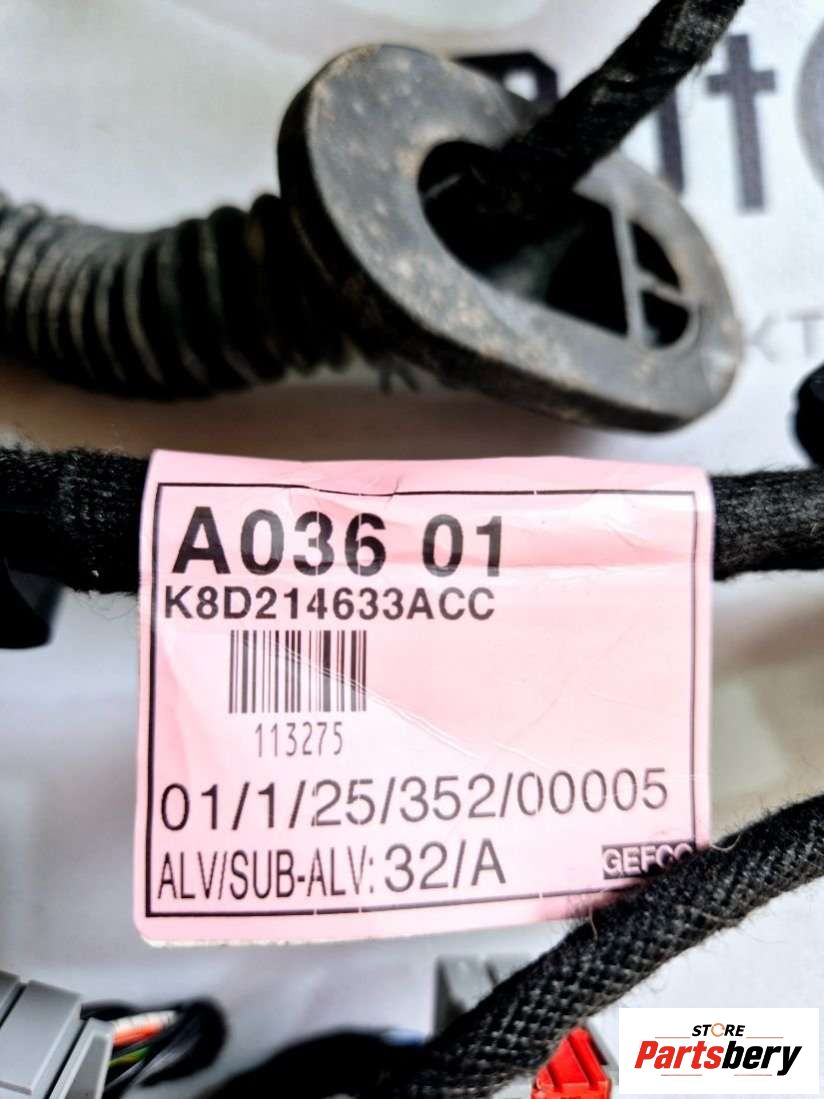 A036 01
K8D214633ACC
113275
01/1/25/352/00005
ALV/SUB-ALV: 32/A
GEFCO
STORE
Partsbery